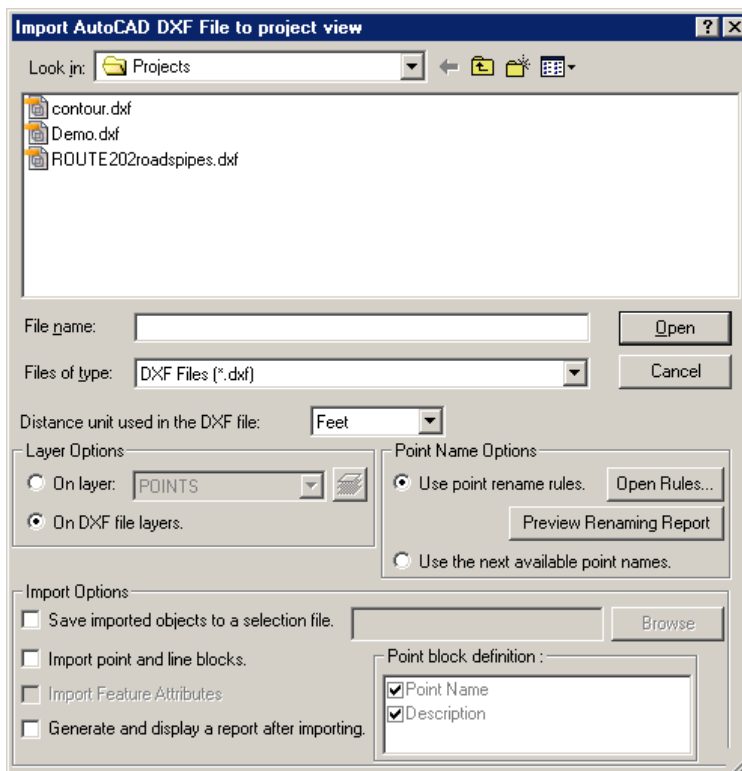 Import AutoCAD DXF File to project view
Look in: Projects
contour.dxf
Demo.dxf
ROUTE202roadspipes.dxf
File name: Open
Files of type: DXF Files (*.dxf) Cancel
Distance unit used in the DXF file: Feet
Layer Options
On layer: POINTS
On DXF file layers.
Point Name Options
Use point rename rules. Open Rules...
Preview Renaming Report
Use the next available point names.
Import Options
Save imported objects to a selection file. Browse
Import point and line blocks.
Import Feature Attributes
Generate and display a report after importing.
Point block definition :
Point Name
Description